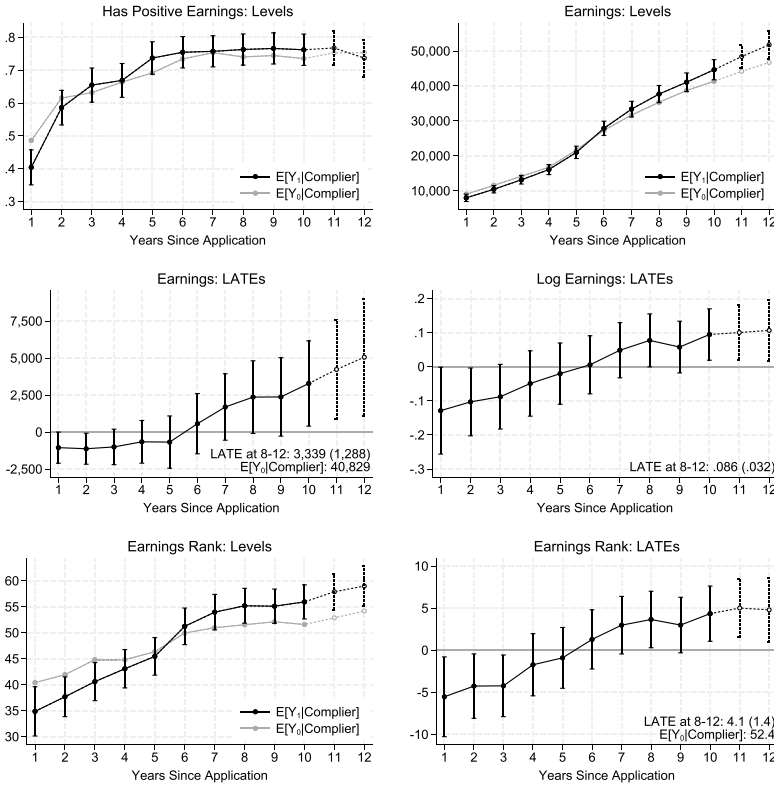 Has Positive Earnings: Levels
.8
.7
.6
.5
.4
.3
E[Y₁|Complier]
E[Y₀|Complier]
1 2 3 4 5 6 7 8 9 10 11 12
Years Since Application
Earnings: Levels
50,000
40,000
30,000
20,000
10,000
E[Y₁|Complier]
E[Y₀|Complier]
1 2 3 4 5 6 7 8 9 10 11 12
Years Since Application
Earnings: LATEs
7,500
5,000
2,500
0
-2,500
LATE at 8-12: 3,339 (1,288)
E[Y₀|Complier]: 40,829
1 2 3 4 5 6 7 8 9 10 11 12
Years Since Application
Log Earnings: LATEs
.2
.1
0
-.1
-.2
-.3
LATE at 8-12: .086 (.032)
1 2 3 4 5 6 7 8 9 10 11 12
Years Since Application
Earnings Rank: Levels
60
55
50
45
40
35
30
E[Y₁|Complier]
E[Y₀|Complier]
1 2 3 4 5 6 7 8 9 10 11 12
Years Since Application
Earnings Rank: LATEs
10
5
0
-5
-10
LATE at 8-12: 4.1 (1.4)
E[Y₀|Complier]: 52.4
1 2 3 4 5 6 7 8 9 10 11 12
Years Since Application